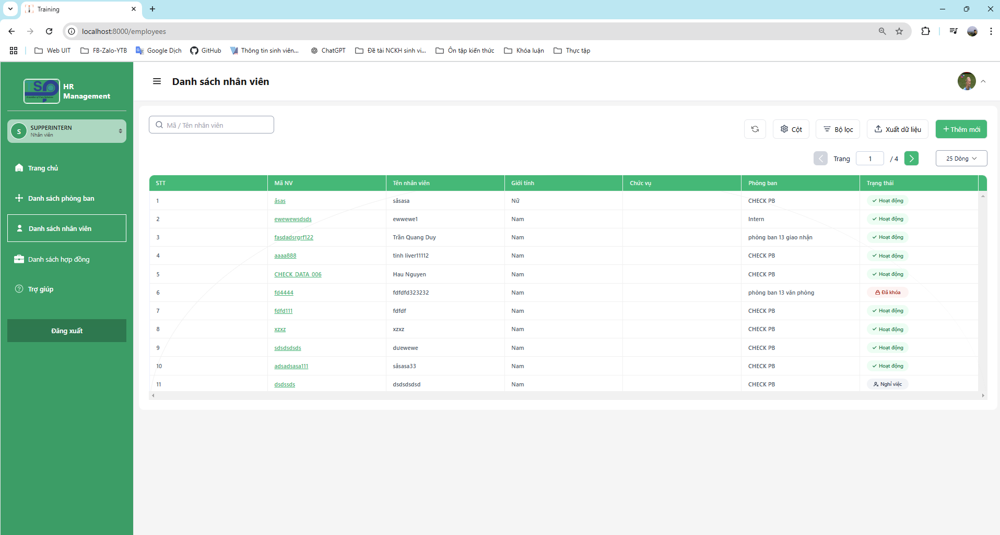 Training
localhost:8000/employees
Web UIT
FB-Zalo-YTB
Google Dịch
GitHub
Thông tin sinh viên...
ChatGPT
Đề tài NCKH sinh vi...
Ôn tập kiến thức
Khóa luận
Thực tập
HR
Management
SUPPERINTERN
Nhân viên
S
Trang chủ
Danh sách phòng ban
Danh sách nhân viên
Danh sách hợp đồng
Trợ giúp
Đăng xuất
Danh sách nhân viên
Mã / Tên nhân viên
Cột
Bộ lọc
Xuất dữ liệu
+ Thêm mới
Trang 1 / 4
25 Dòng
STT Mã NV Tên nhân viên Giới tính Chức vụ Phòng ban Trạng thái
1 âsas sâsasa Nữ CHECK PB Hoạt động
2 ewewewsdsds ewwewe1 Nam Intern Hoạt động
3 fasdadsrgrf122 Trần Quang Duy Nam phòng ban 13 giao nhận Hoạt động
4 aaaa888 tinh liver11112 Nam CHECK PB Hoạt động
5 CHECK_DATA_006 Hau Nguyen Nam CHECK PB Hoạt động
6 fd4444 fdfdfd323232 Nam phòng ban 13 văn phòng Đã khóa
7 fdfd111 fdfdf Nam CHECK PB Hoạt động
8 xzxz xzxz Nam CHECK PB Hoạt động
9 sdsdsdsds dưewewe Nam CHECK PB Hoạt động
10 adsadsasa111 sâsasa33 Nam CHECK PB Hoạt động
11 dsdssds dsdsdsdsd Nam CHECK PB Nghỉ việc